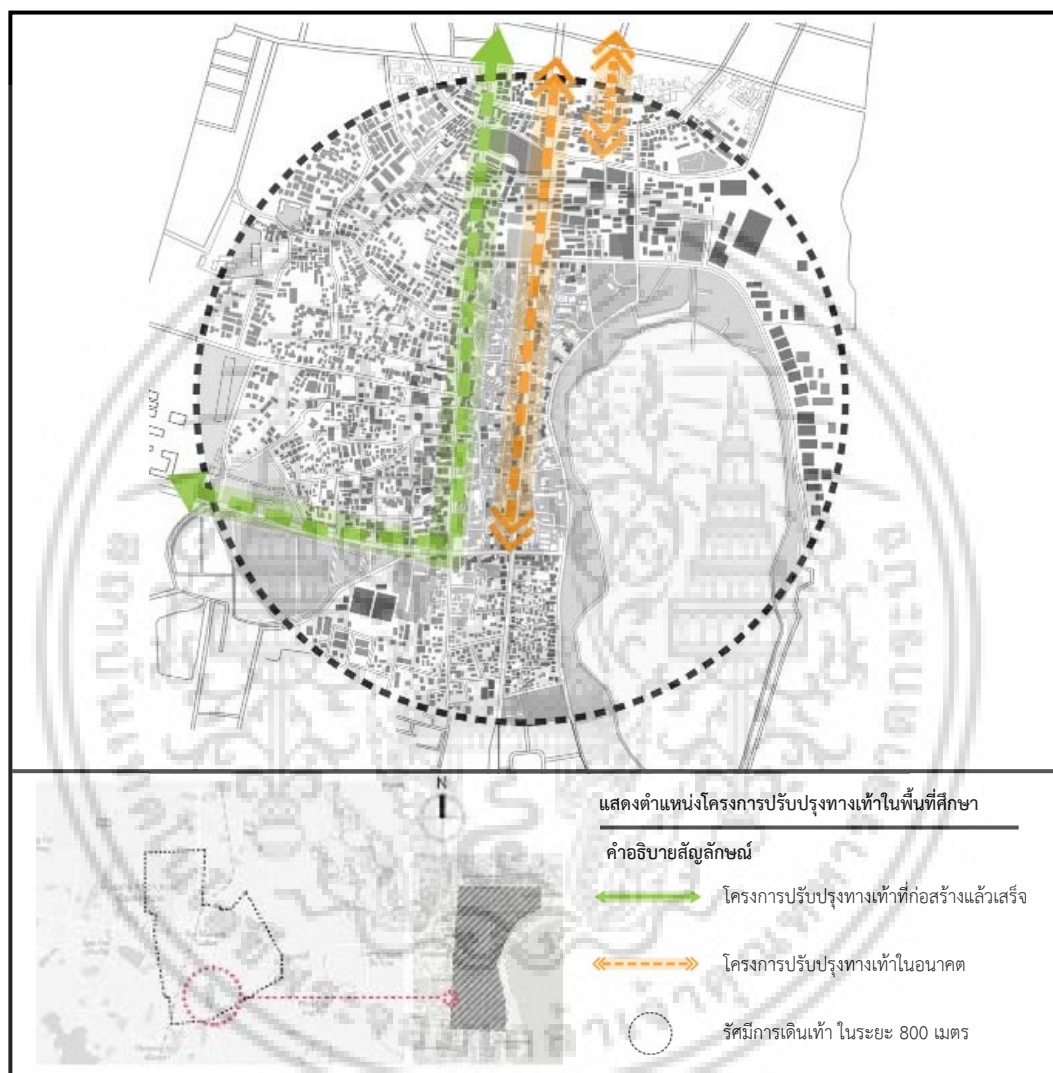 N
แสดงตำแหน่งโครงการปรับปรุงทางเท้าในพื้นที่ศึกษา
คำอธิบายสัญลักษณ์
โครงการปรับปรุงทางเท้าที่ก่อสร้างแล้วเสร็จ
โครงการปรับปรุงทางเท้าในอนาคต
รัศมีการเดินเท้า ในระยะ 800 เมตร